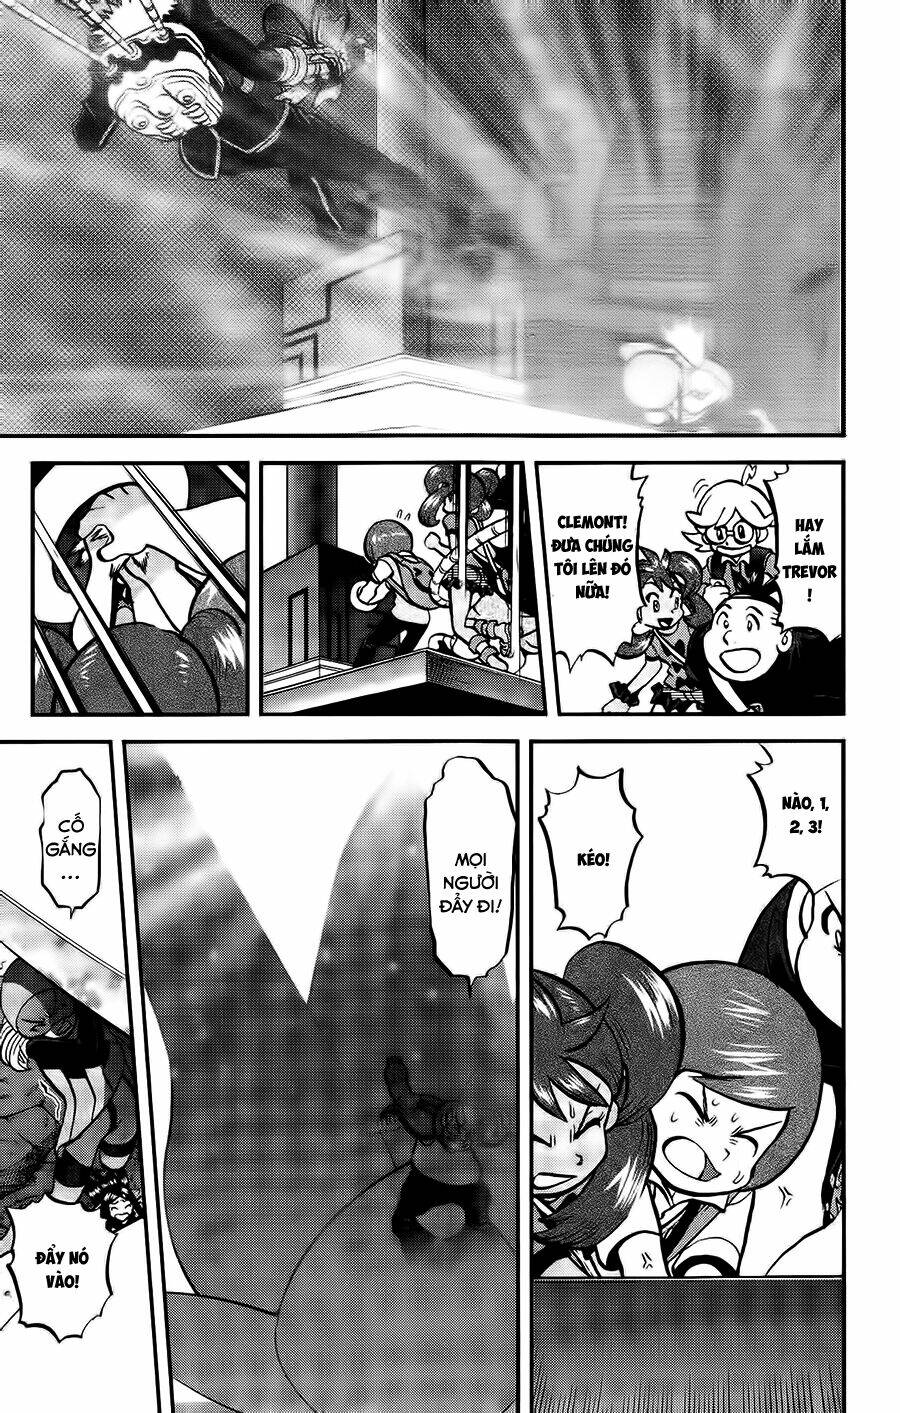 HAY
LẮM
TREVOR
!
CLEMONT!
ĐƯA CHÚNG
TÔI LÊN ĐÓ
NỮA!
NÀO, 1,
2, 3!
KÉO!
MỌI
NGƯỜI
ĐẨY ĐI!
CỐ
GẮNG
...
ĐẨY NÓ
VÀO!